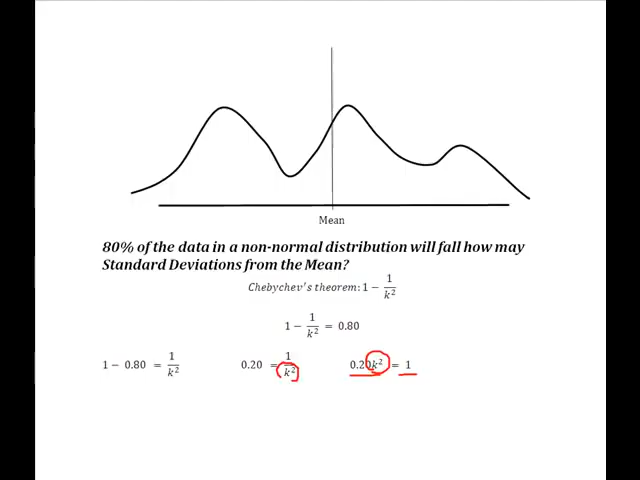 Mean
80% of the data in a non-normal distribution will fall how may
Standard Deviations from the Mean?
Chebychev's theorem: 1 − 1/k²
1 − 1/k² = 0.80
1 − 0.80 = 1/k² 0.20 = 1/k² 0.20k² = 1